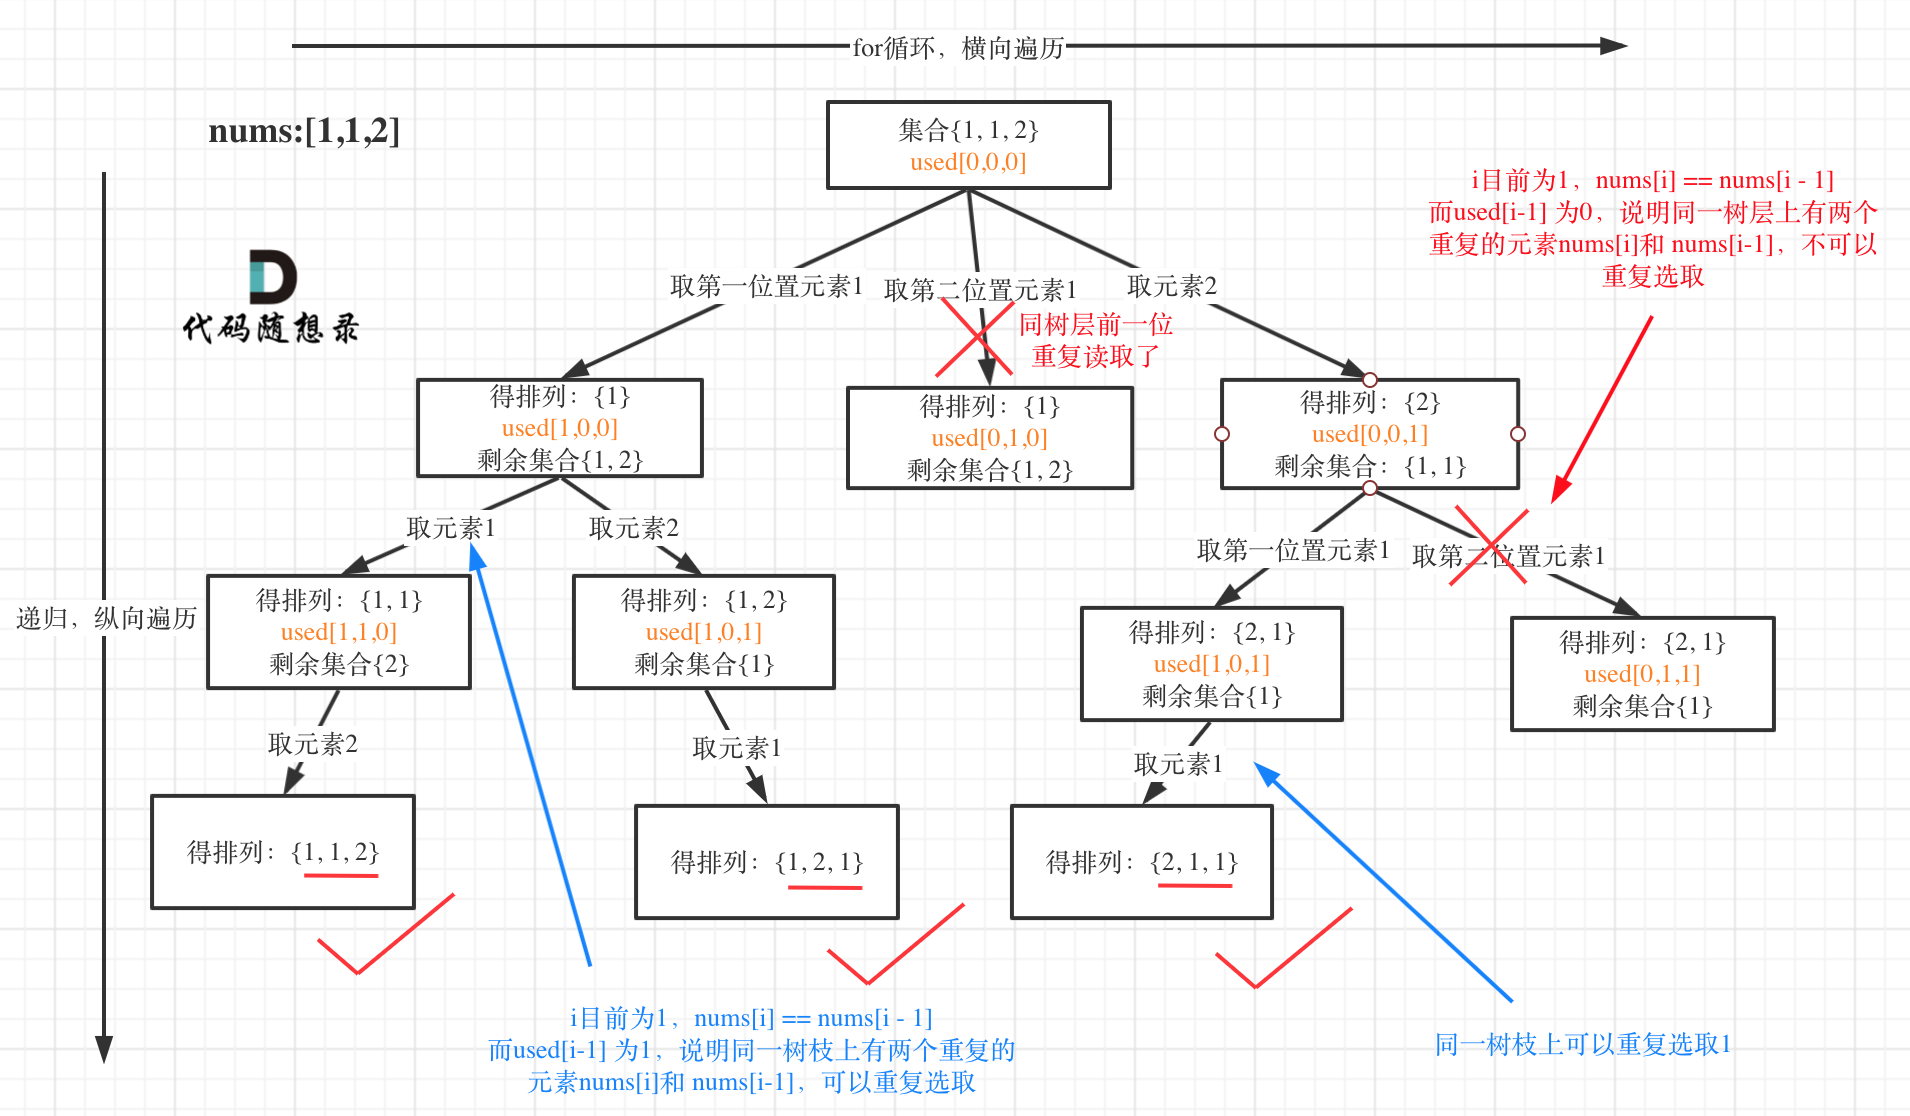 for循环，横向遍历
nums:[1,1,2]
集合{1, 1, 2}
used[0,0,0]
i目前为1，nums[i] == nums[i - 1]
而used[i-1] 为0，说明同一树层上有两个
重复的元素nums[i]和 nums[i-1]，不可以
重复选取
代码随想录
取第一位置元素1
取第二位置元素1
取元素2
同树层前一位
重复读取了
得排列：{1}
used[1,0,0]
剩余集合{1, 2}
得排列：{1}
used[0,1,0]
剩余集合{1, 2}
得排列：{2}
used[0,0,1]
剩余集合：{1, 1}
取元素1
取元素2
取第一位置元素1
取第二位置元素1
递归，纵向遍历
得排列：{1, 1}
used[1,1,0]
剩余集合{2}
得排列：{1, 2}
used[1,0,1]
剩余集合{1}
得排列：{2, 1}
used[1,0,1]
剩余集合{1}
得排列：{2, 1}
used[0,1,1]
剩余集合{1}
取元素2
取元素1
取元素1
得排列：{1, 1, 2}
得排列：{1, 2, 1}
得排列：{2, 1, 1}
i目前为1，nums[i] == nums[i - 1]
而used[i-1] 为1，说明同一树枝上有两个重复的
元素nums[i]和 nums[i-1]，可以重复选取
同一树枝上可以重复选取1